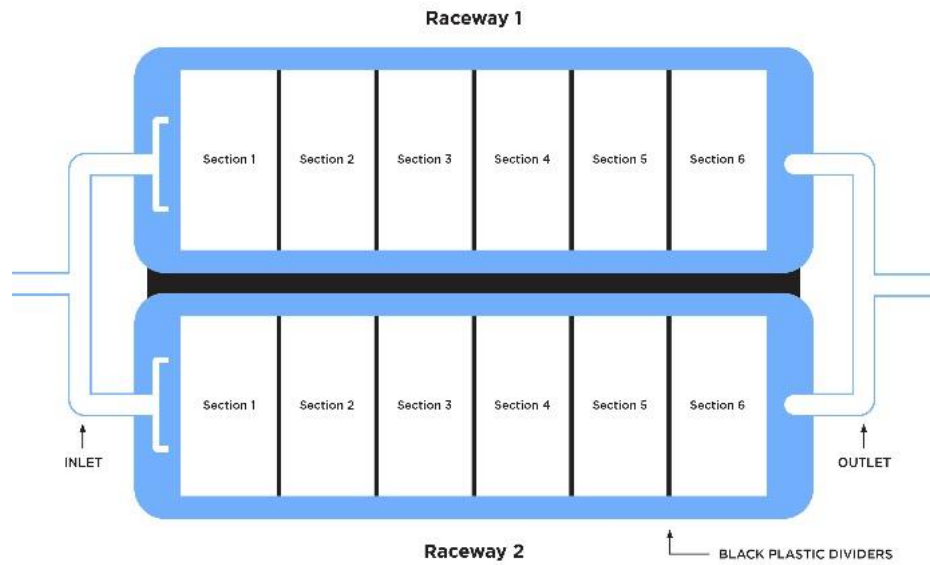 Raceway 1
Section 1 Section 2 Section 3 Section 4 Section 5 Section 6
Section 1 Section 2 Section 3 Section 4 Section 5 Section 6
INLET OUTLET
Raceway 2
BLACK PLASTIC DIVIDERS